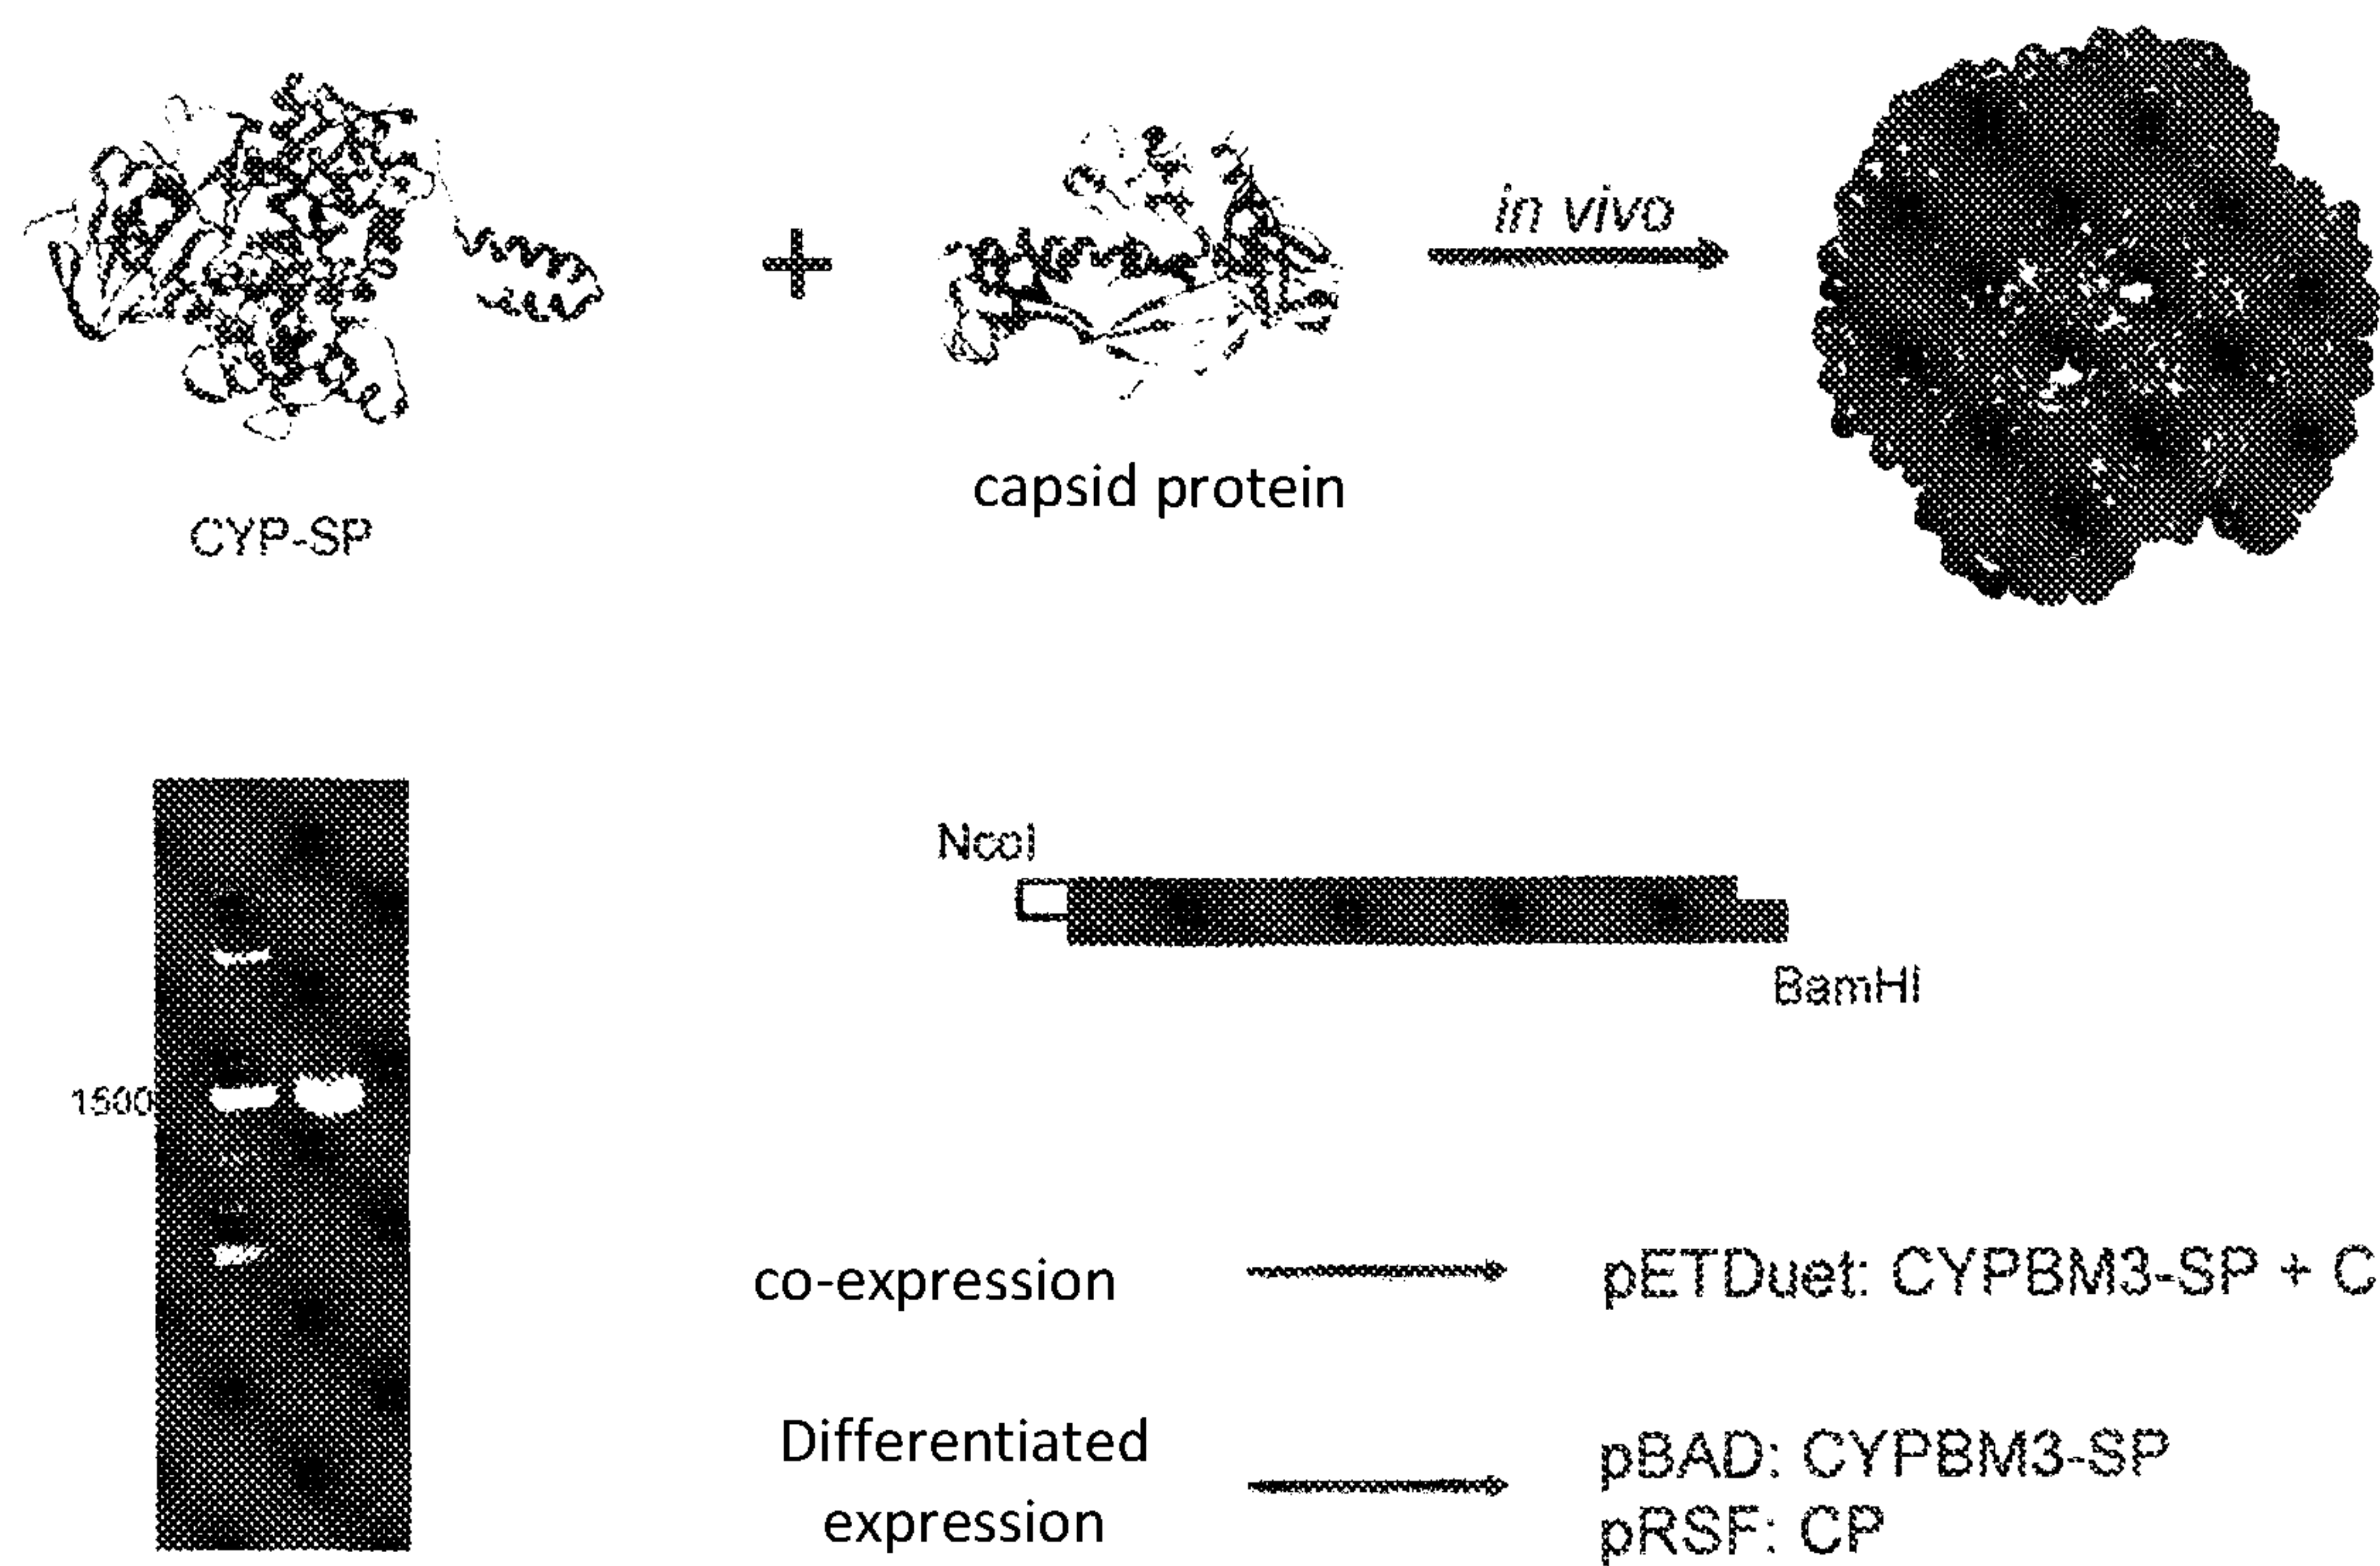 +
in vivo
capsid protein
CYP-SP
NcoI
BamHI
1500
co-expression
pETDuet: CYPBM3-SP + C
Differentiated
expression
pBAD: CYPBM3-SP
pRSF: CP